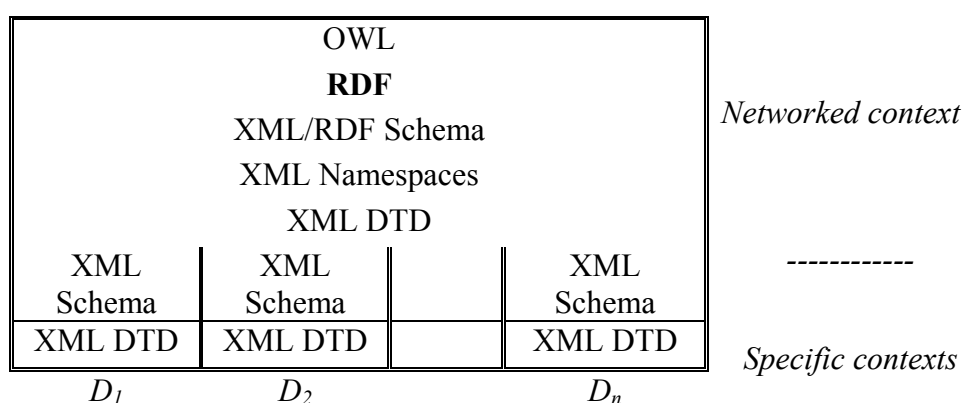 OWL
RDF
XML/RDF Schema
Networked context
XML Namespaces
XML DTD
XML XML XML
------------
Schema Schema Schema
XML DTD XML DTD XML DTD
Specific contexts
D1 D2 Dn